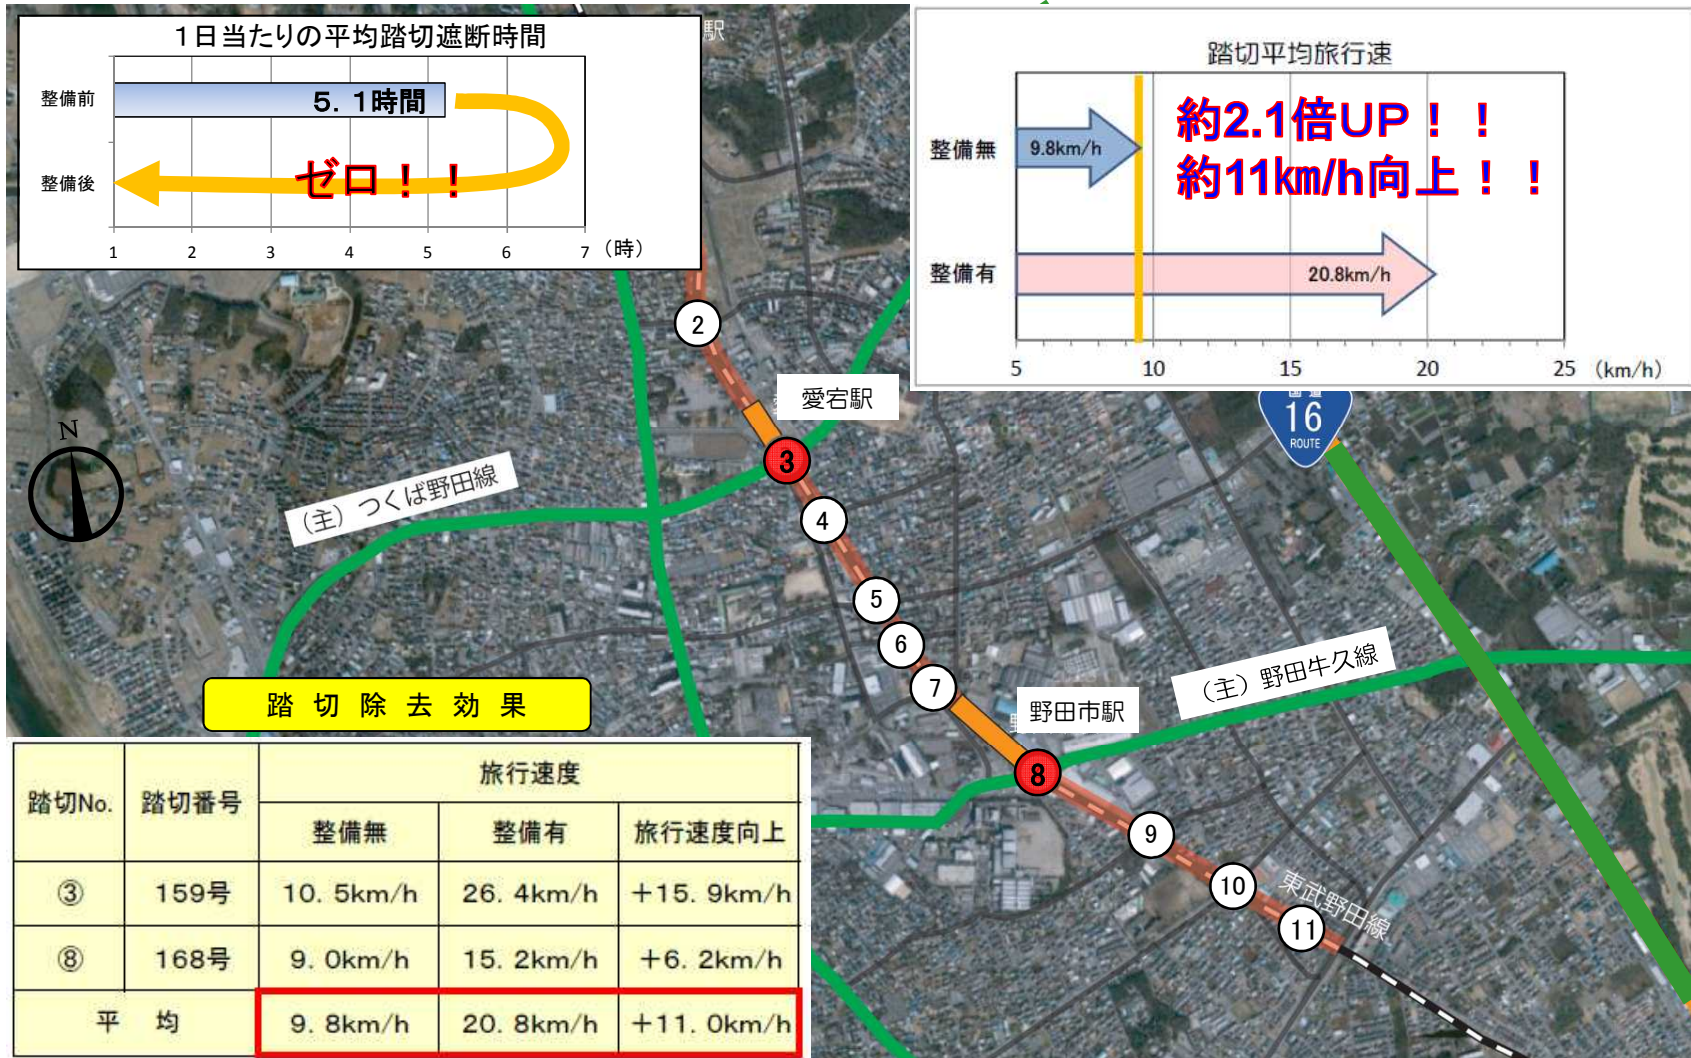 1日当たりの平均踏切遮断時間
整備前
5.1時間
整備後
ゼロ!!
1 2 3 4 5 6 7 (時)
駅
踏切平均旅行速
整備無
9.8km/h
約2.1倍UP!!
約11㎞/h向上!!
整備有
20.8km/h
5 10 15 20 25 (km/h)
16
ROUTE
2
愛宕駅
3
N
(主)つくば野田線
4
5
6
7
(主)野田牛久線
野田市駅
8
9
10
11
東武野田線
踏切除去効果
踏切No. 踏切番号 旅行速度
整備無 整備有 旅行速度向上
③ 159号 10.5km/h 26.4km/h +15.9km/h
⑧ 168号 9.0km/h 15.2km/h +6.2km/h
平均 9.8km/h 20.8km/h +11.0km/h